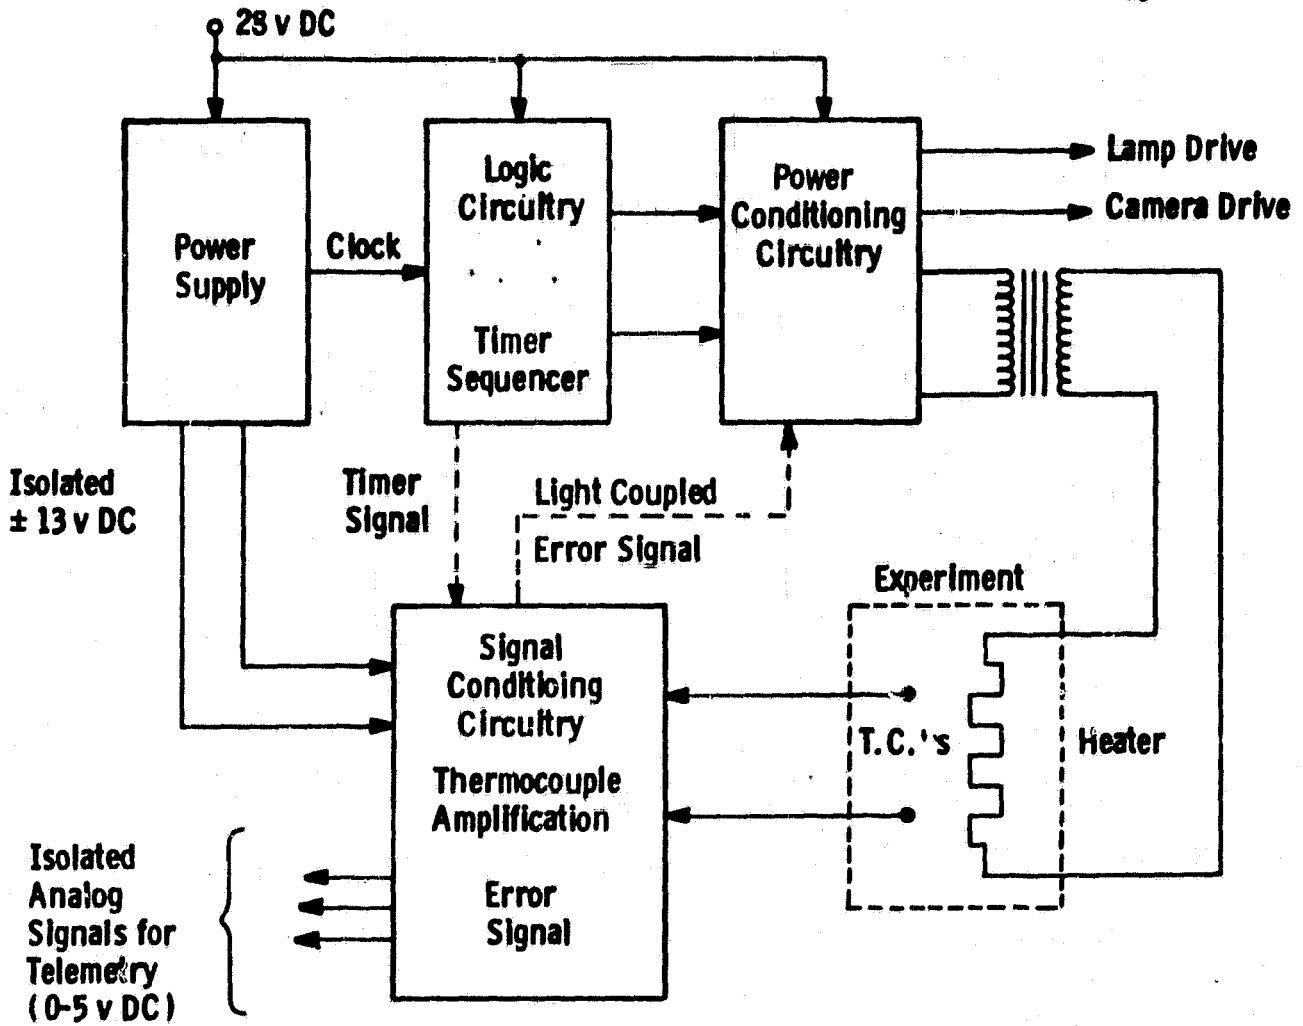 28 v DC
Logic
Circuitry
Timer
Sequencer
Power
Conditioning
Circuitry
Lamp Drive
Camera Drive
Power
Supply
Clock
Isolated
± 13 v DC
Timer
Signal
Light Coupled
Error Signal
Experiment
Signal
Conditioing
Circuitry
Thermocouple
Amplification
Error
Signal
T.C.'s
Heater
Isolated
Analog
Signals for
Telemetry
(0-5 v DC)